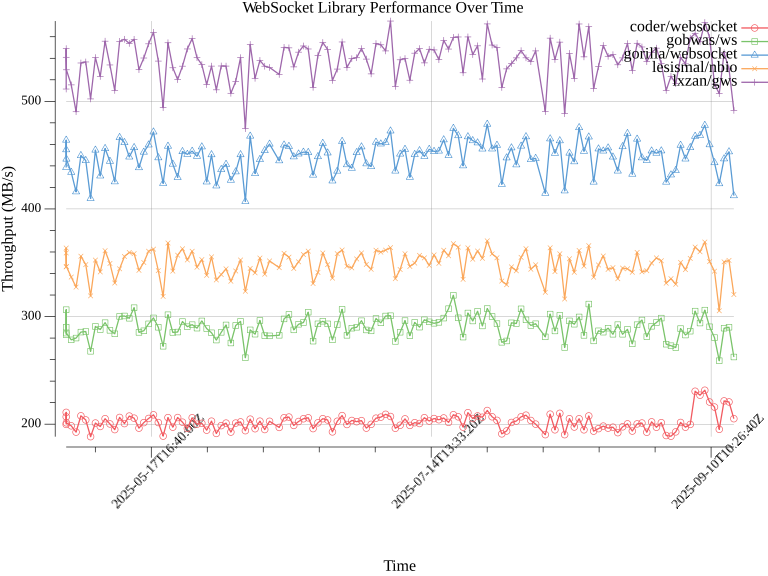 WebSocket Library Performance Over Time
coder/websocket
gobwas/ws
gorilla/websocket
lesismal/nbio
lxzan/gws
Throughput (MB/s)
500
400
300
200
2025-05-17T16:40:00Z
2025-07-14T13:33:20Z
2025-09-10T10:26:40Z
Time